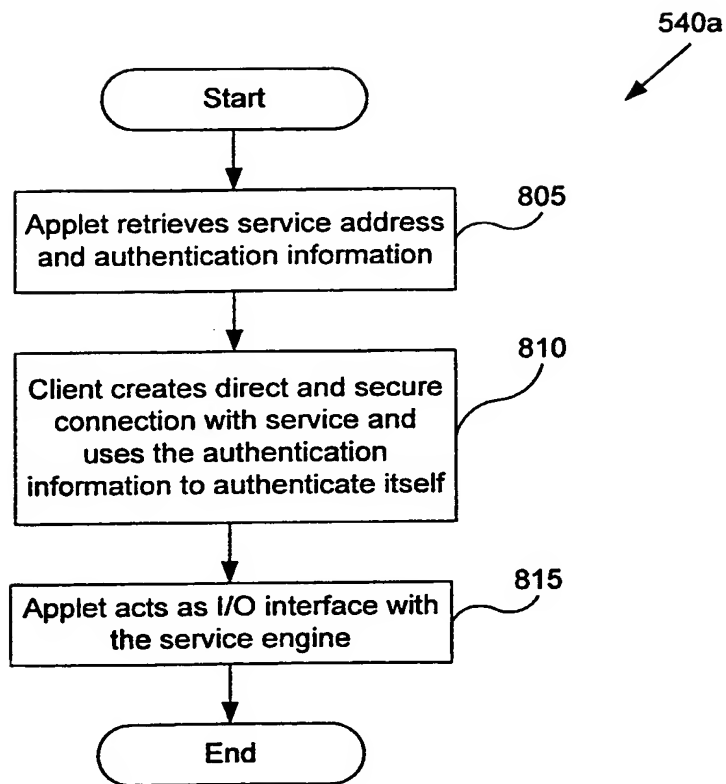 540a
Start
805
Applet retrieves service address
and authentication information
810
Client creates direct and secure
connection with service and
uses the authentication
information to authenticate itself
815
Applet acts as I/O interface with
the service engine
End